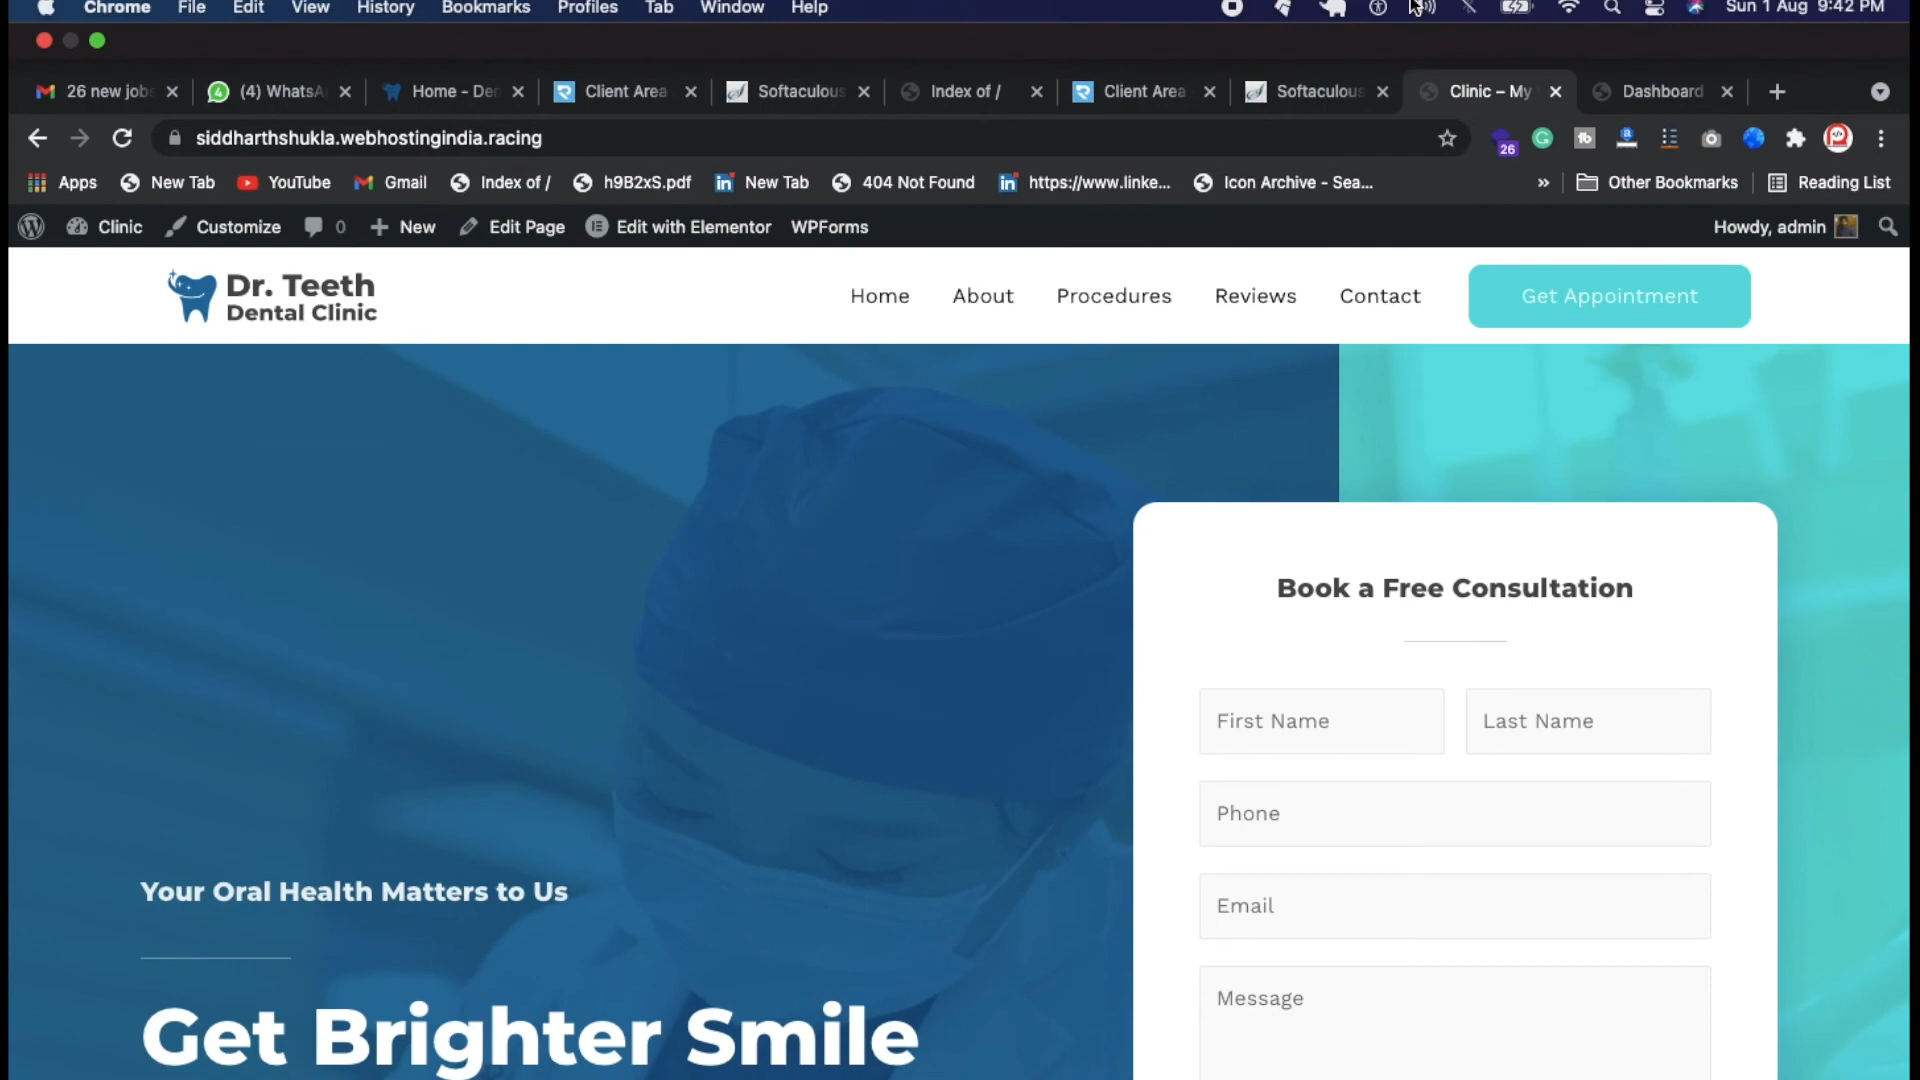 Chrome File Edit View History Bookmarks Profiles Tab Window Help Sun 1 Aug 9:42 PM
26 new jobs (4) WhatsA Home - Den Client Area Softaculous Index of / Client Area Softaculous Clinic – My Dashboard
siddharthshukla.webhostingindia.racing 26
Apps New Tab YouTube Gmail Index of / h9B2xS.pdf New Tab 404 Not Found https://www.linke... Icon Archive - Sea... » Other Bookmarks Reading List
Clinic Customize 0 New Edit Page Edit with Elementor WPForms Howdy, admin
Dr. Teeth
Dental Clinic
Home About Procedures Reviews Contact Get Appointment
Book a Free Consultation
First Name Last Name
Phone
Email
Message
Your Oral Health Matters to Us
Get Brighter Smile